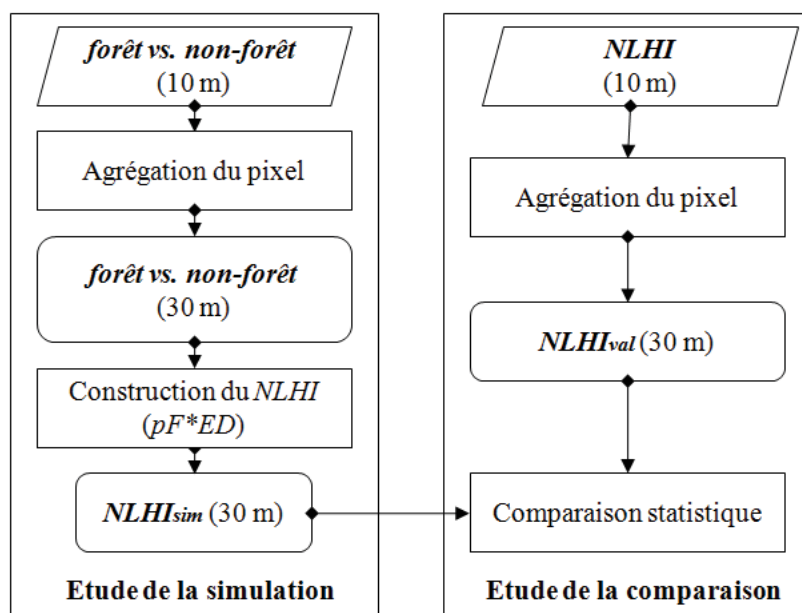 forêt vs. non-forêt
(10 m)
Agrégation du pixel
forêt vs. non-forêt
(30 m)
Construction du NLHI
(pF*ED)
NLHIsim (30 m)
Etude de la simulation
NLHI
(10 m)
Agrégation du pixel
NLHIval (30 m)
Comparaison statistique
Etude de la comparaison